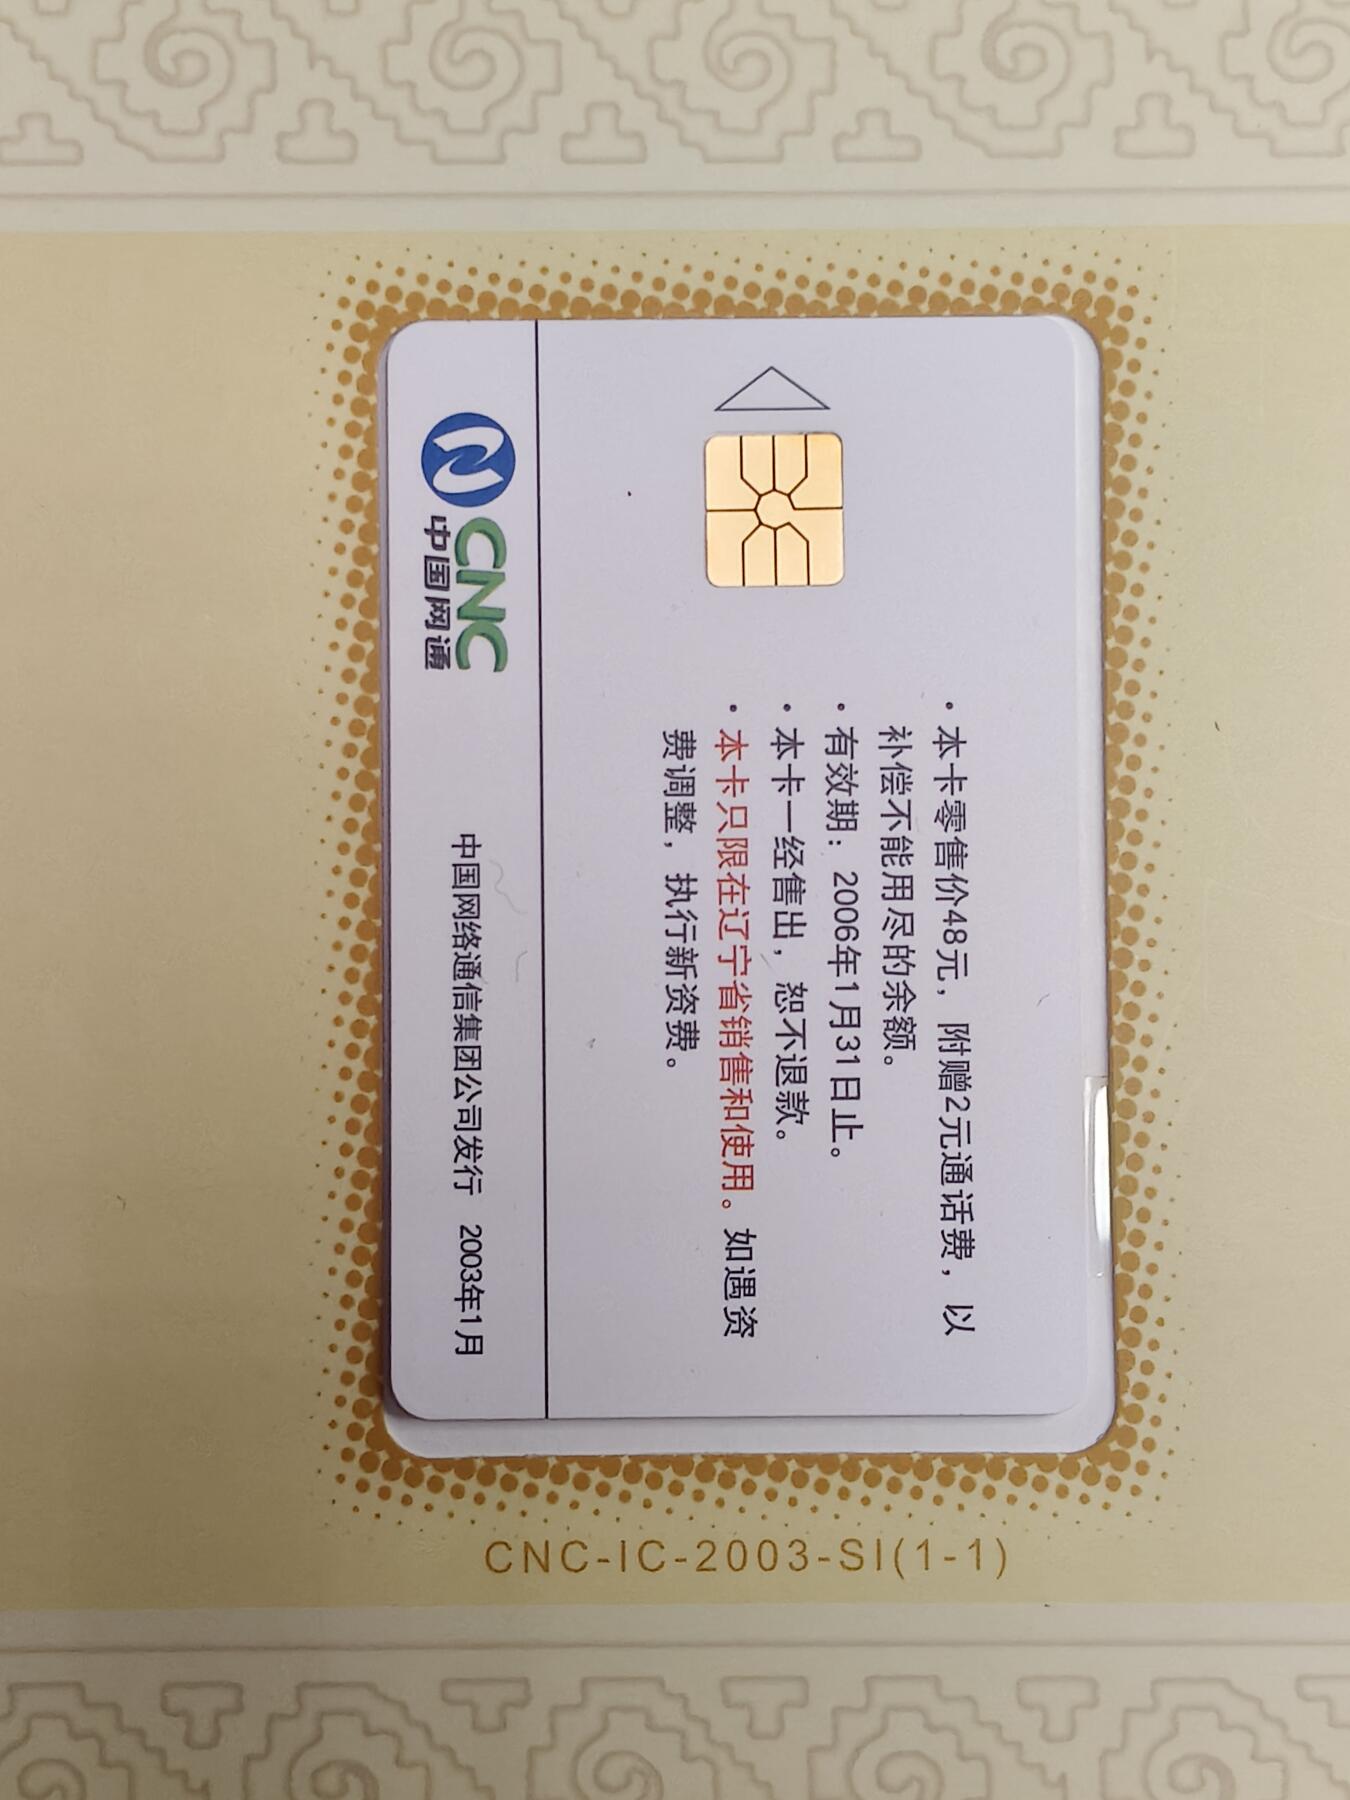 · 本卡零售价48元，附赠2元通话费，以
补偿不能用尽的余额。
· 有效期：2006年1月31日止。
· 本卡一经售出，恕不退款。
· 本卡只限在辽宁省销售和使用。如遇资
费调整，执行新资费。
CNC
中国网通
中国网络通信集团公司发行 2003年1月
CNC-IC-2003-SI(1-1)